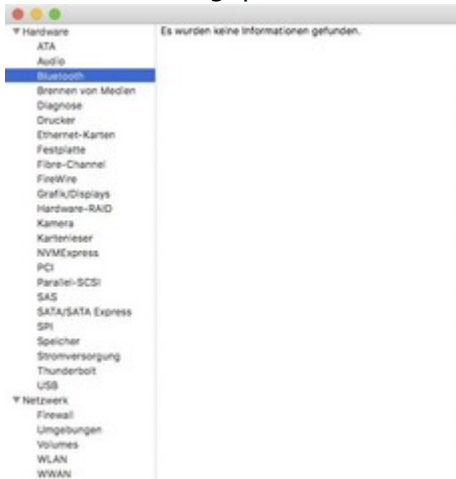 Hardware
ATA
Audio
Bluetooth
Brennen von Medien
Diagnose
Drucker
Ethernet-Karten
Festplatte
Fibre-Channel
FireWire
Grafik/Displays
Hardware-RAID
Kamera
Kartenleser
NVMExpress
PCI
Parallel-SCSI
SAS
SATA/SATA Express
SPI
Speicher
Stromversorgung
Thunderbolt
USB
Netzwerk
Firewall
Umgebungen
Volumes
WLAN
WWAN
Es wurden keine Informationen gefunden.